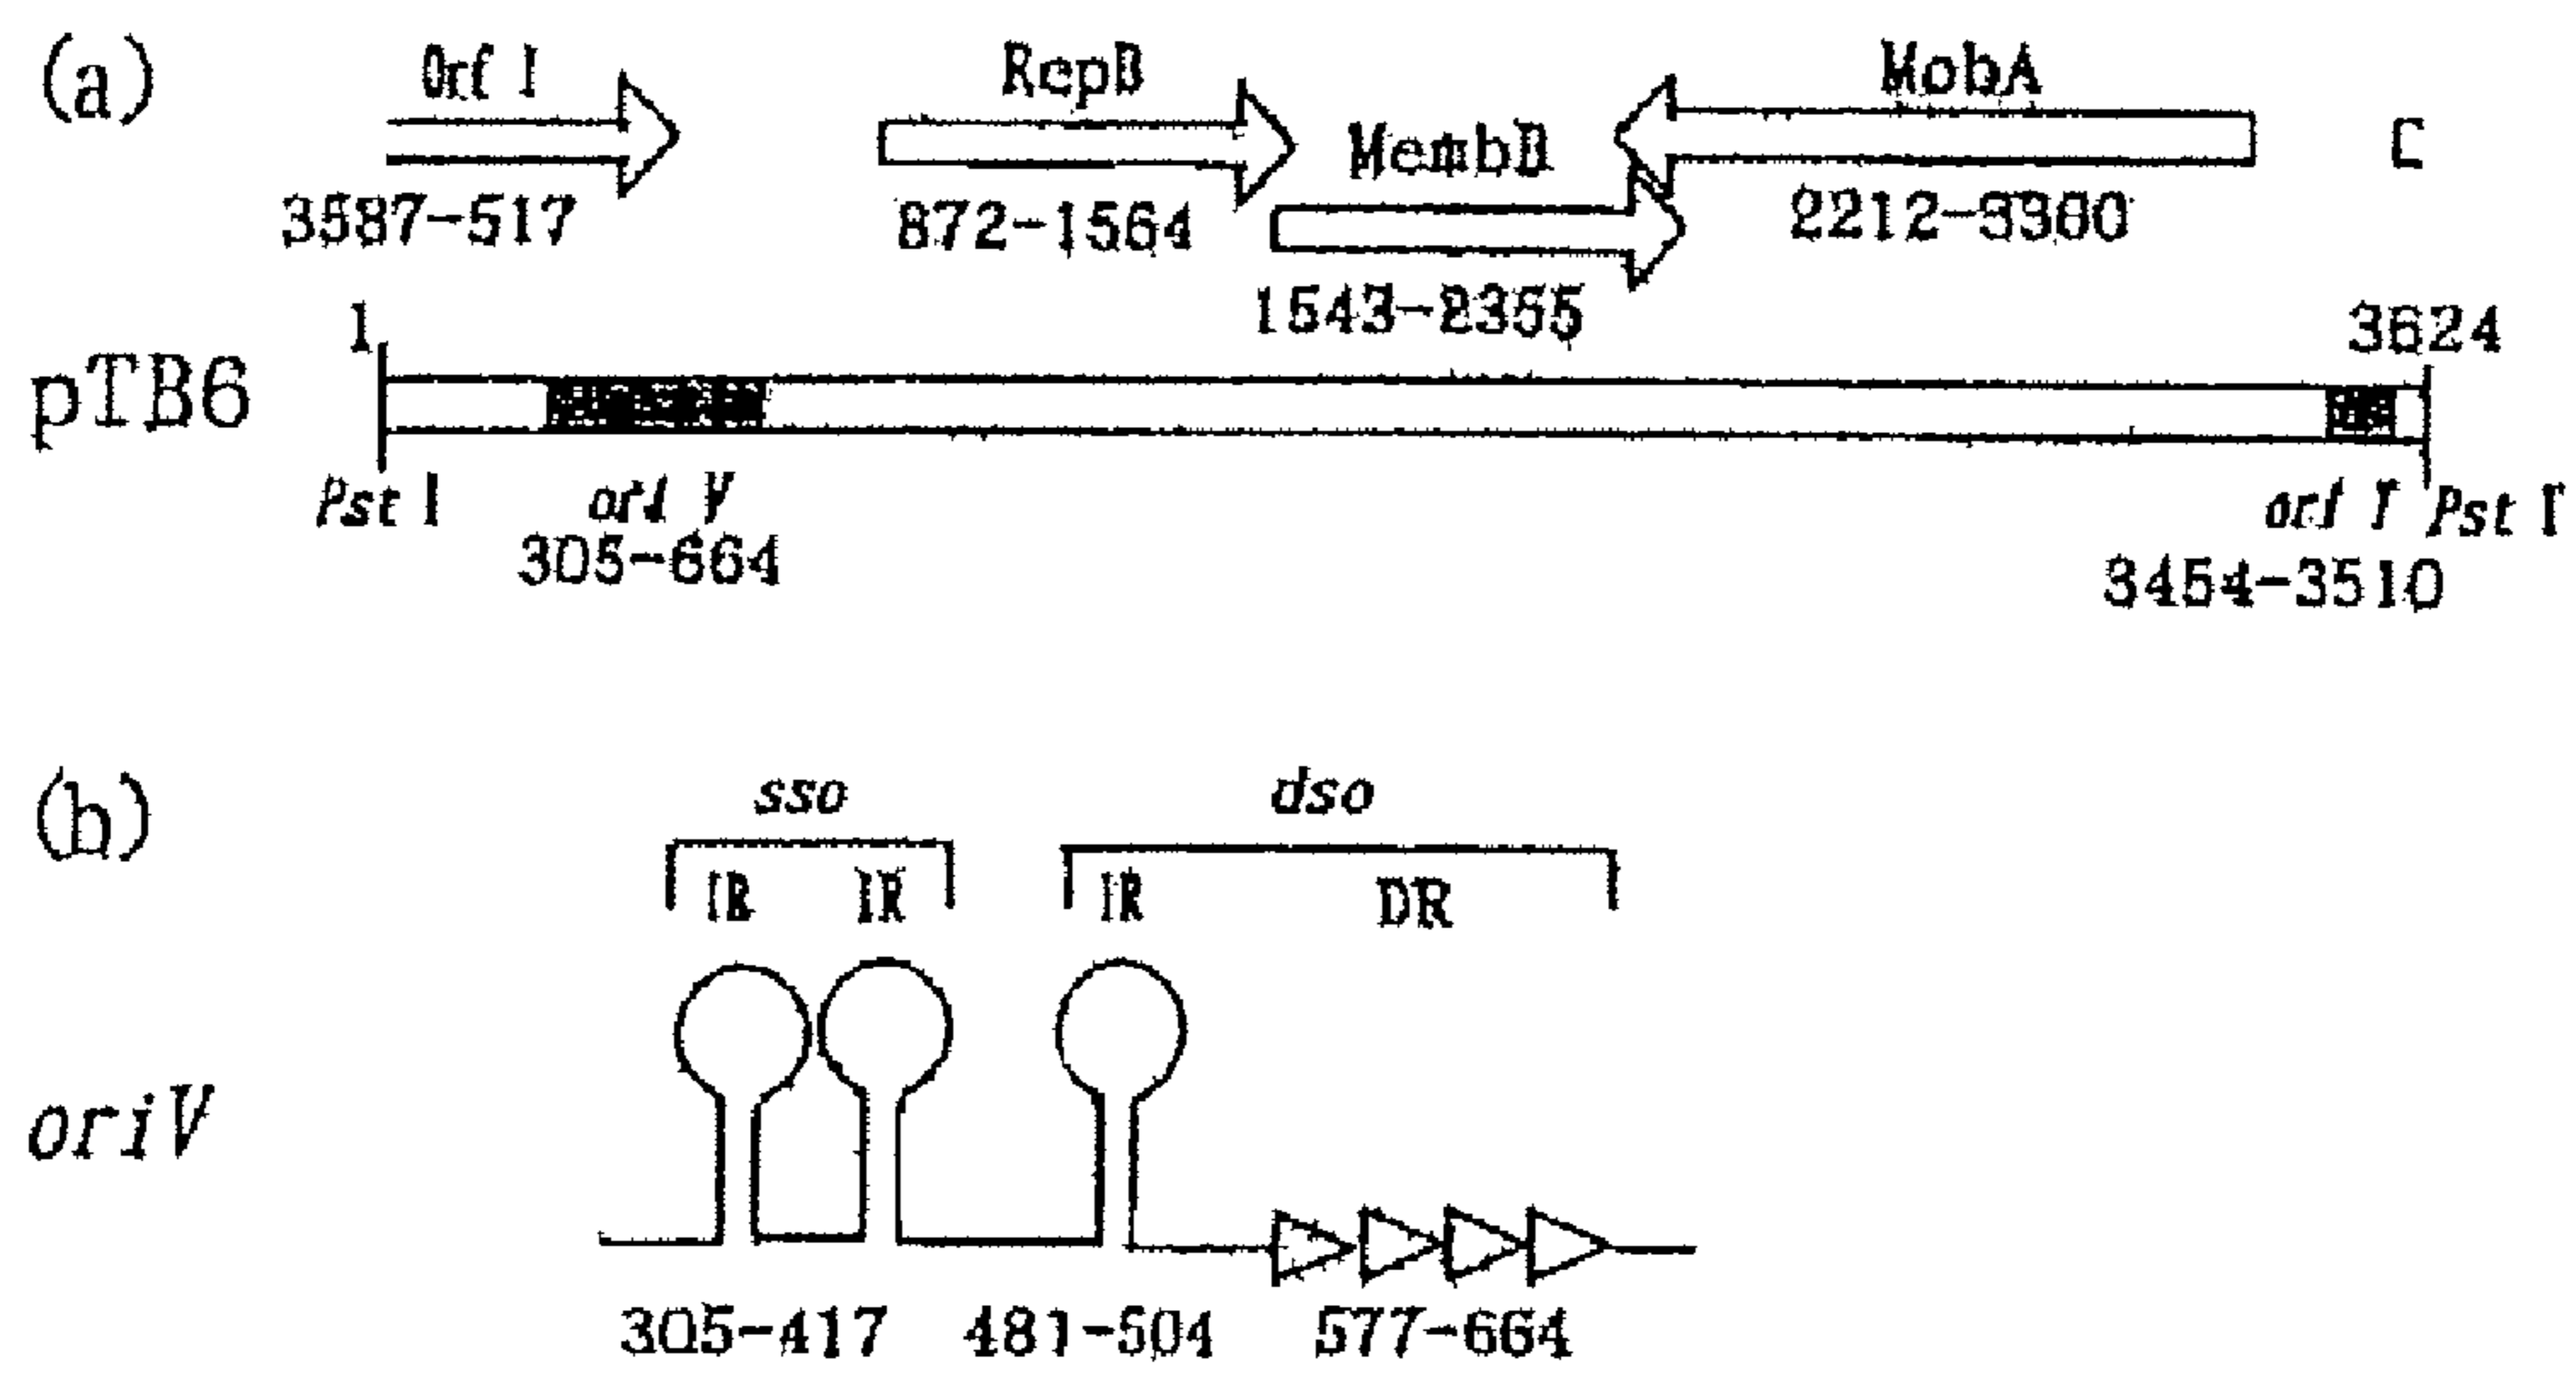 (a)
Orf I RepB MembB MobA
3587-517 872-1564 1543-2355 2212-3360
1 3624
pTB6
Pst I ori V ori T Pst I
305-664 3454-3510
(b)
sso dso
IR IR IR DR
oriV
305-417 481-504 577-664